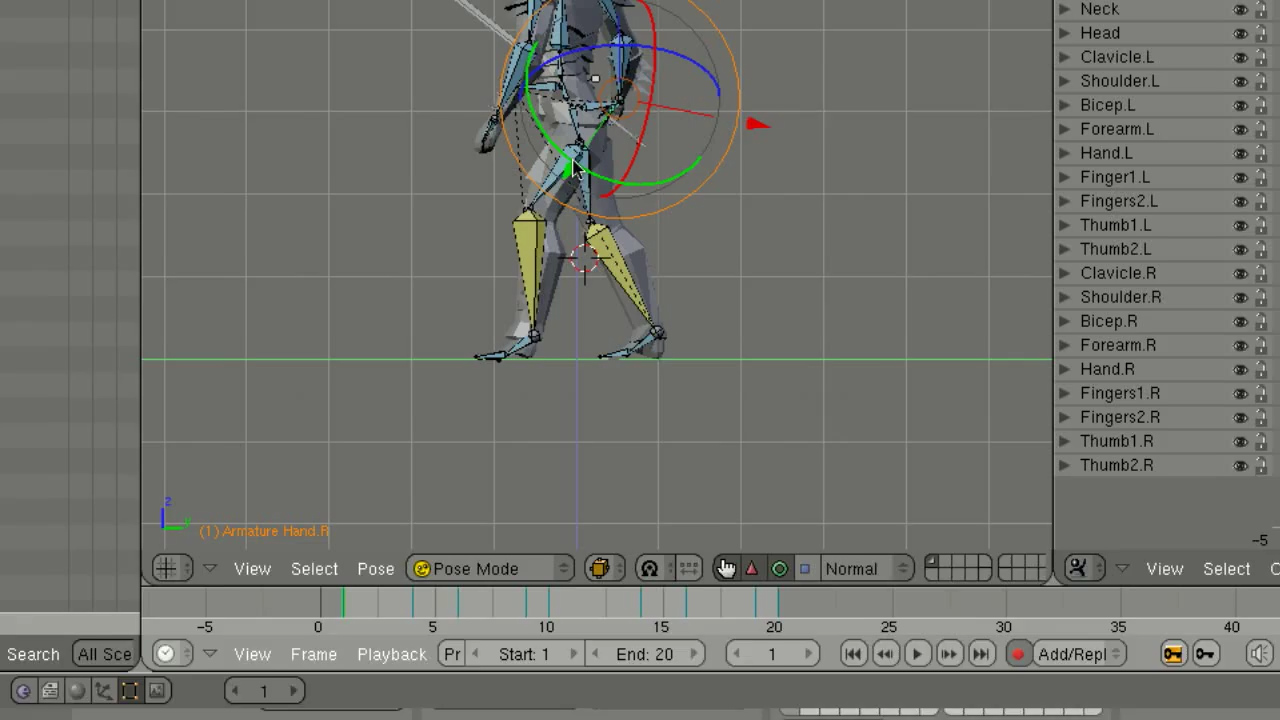 Neck
Head
Clavicle.L
Shoulder.L
Bicep.L
Forearm.L
Hand.L
Finger1.L
Fingers2.L
Thumb1.L
Thumb2.L
Clavicle.R
Shoulder.R
Bicep.R
Forearm.R
Hand.R
Fingers1.R
Fingers2.R
Thumb1.R
Thumb2.R
z
y
(1) Armature Hand.R
-5
View Select Pose Pose Mode Normal View Select C
-5 0 5 10 15 20 25 30 35 40
Search All Sce View Frame Playback Pr Start: 1 End: 20 1 Add/Repl
1